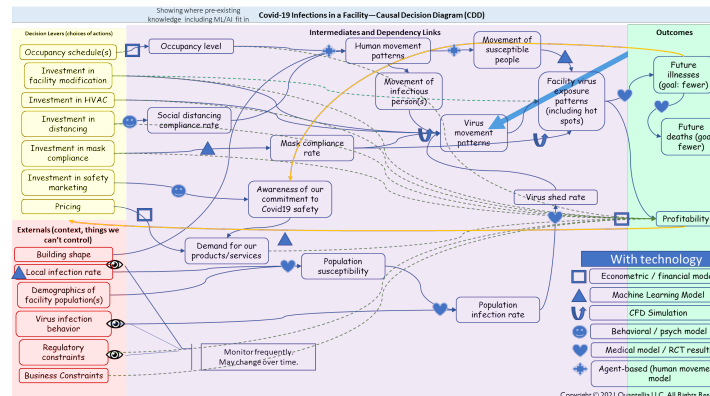 Showing where pre-existing
knowledge including ML/AI fit in
Covid-19 Infections in a Facility—Causal Decision Diagram (CDD)
Decision Levers (choices of actions)
Intermediates and Dependency Links
Outcomes
Occupancy schedule(s)
Investment in
facility modification
Investment in HVAC
Investment in
distancing
Investment in mask
compliance
Investment in safety
marketing
Pricing
Externals (context, things we
can't control)
Building shape
Local infection rate
Demographics of
facility population(s)
Virus infection
behavior
Regulatory
constraints
Business Constraints
Occupancy level
Social distancing
compliance rate
Mask compliance
rate
Awareness of our
commitment to
Covid19 safety
Demand for our
products/services
Population
susceptibility
Monitor frequently.
May change over time.
Human movement
patterns
Movement of
infectious
person(s)
Movement of
susceptible
people
Virus
movement
patterns
Facility virus
exposure
patterns
(including hot
spots)
Virus shed rate
Population
infection rate
Future
illnesses
(goal: fewer)
Future
deaths (goa
fewer)
Profitability
With technology
Econometric / financial mode
Machine Learning Model
CFD Simulation
Behavioral / psych model
Medical model / RCT result
Agent-based (human moveme
model
Copyright © 2021 Quantellia LLC. All Rights Res